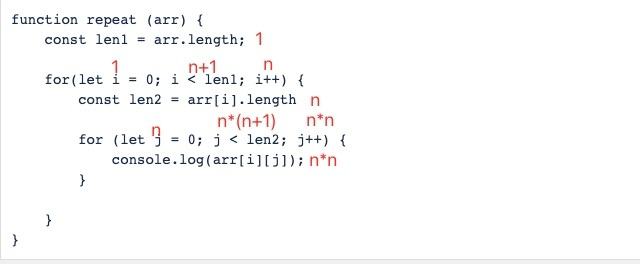 function repeat (arr) {
const len1 = arr.length; 1
1 n+1 n
for(let i = 0; i < len1; i++) {
const len2 = arr[i].length n
n n*(n+1) n*n
for (let j = 0; j < len2; j++) {
console.log(arr[i][j]); n*n
}
}
}